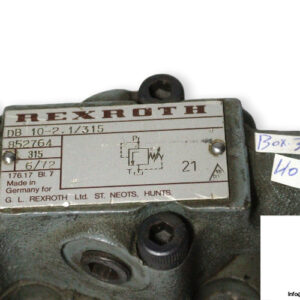 REXROTH
DB 10-2.1/315
852764
315
6/72
176.17 Bl.7
Made in
Germany for
G. L. REXROTH Ltd. ST. NEOTS, HUNTS.
P
T
21
Box